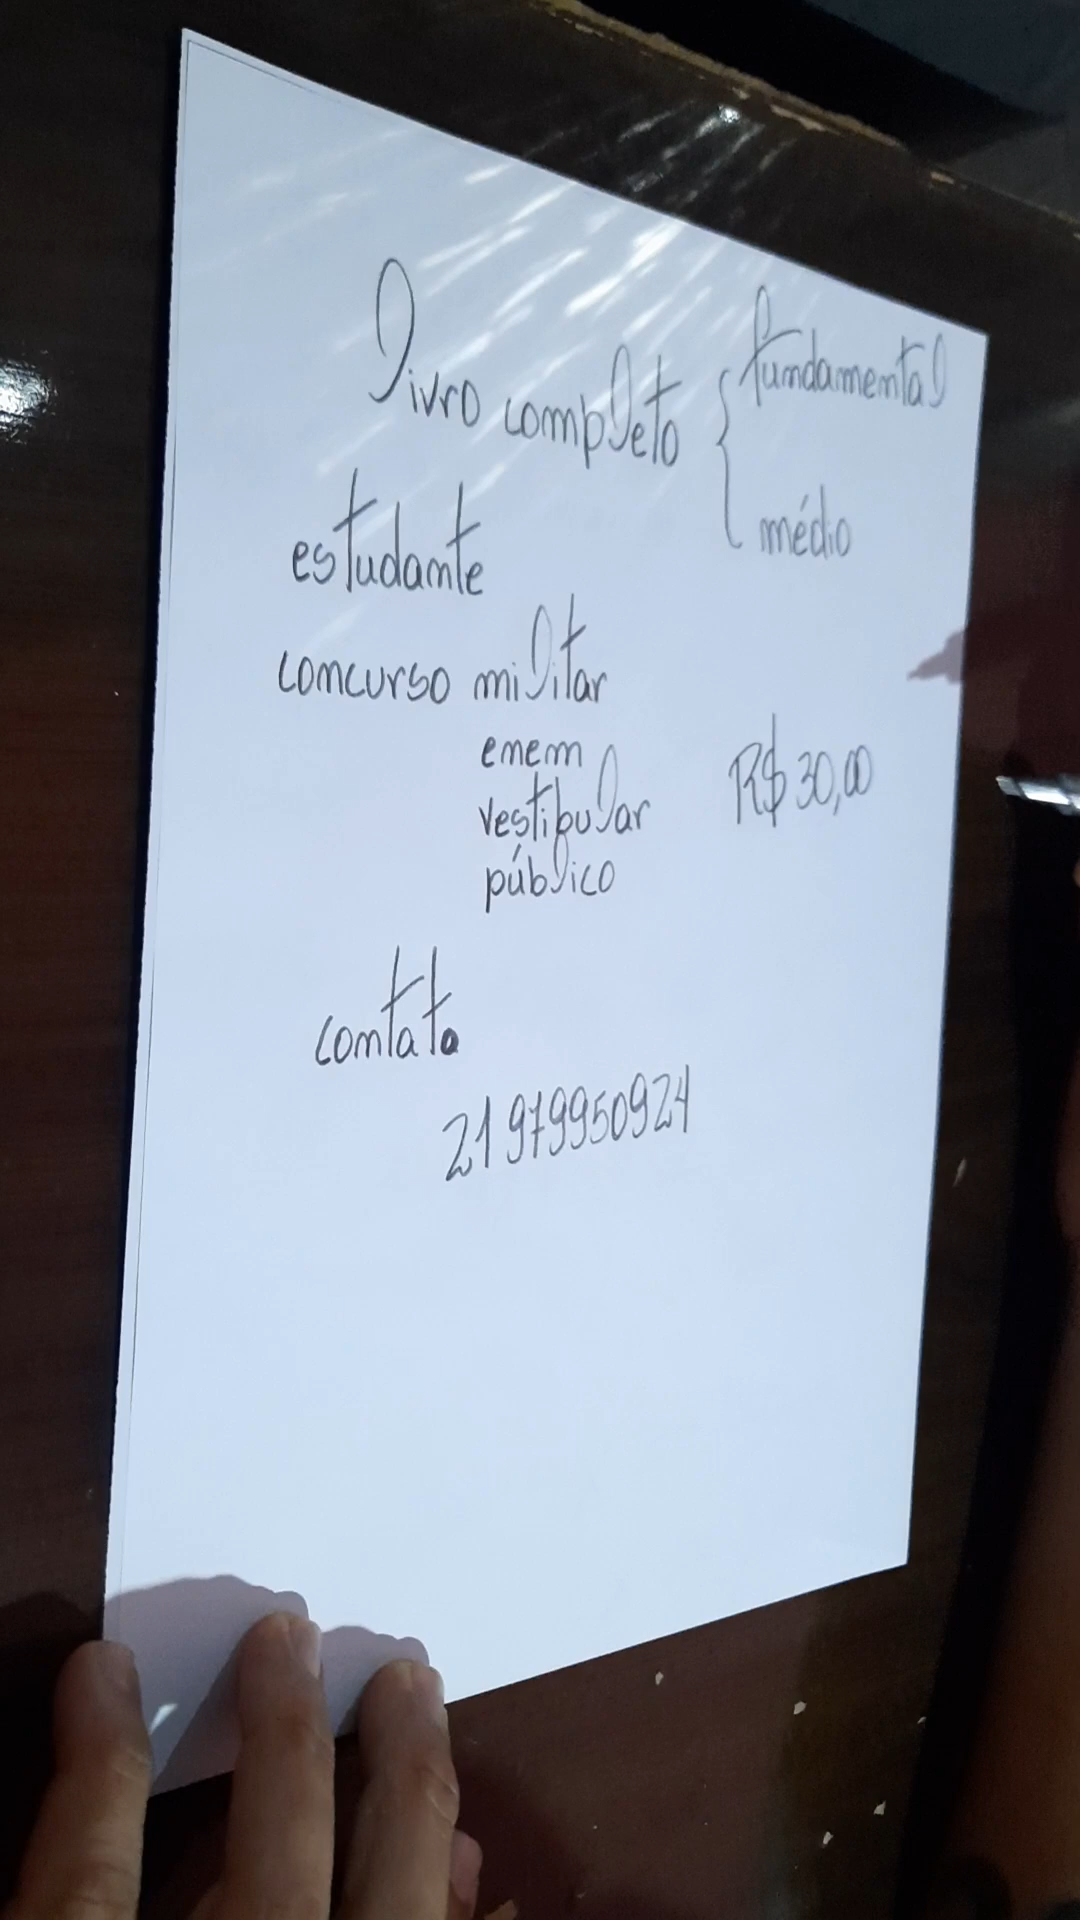 livro completo { fundamental
médio
estudante
concurso militar
enem
vestibular R$ 30,00
público
contato
21979950924